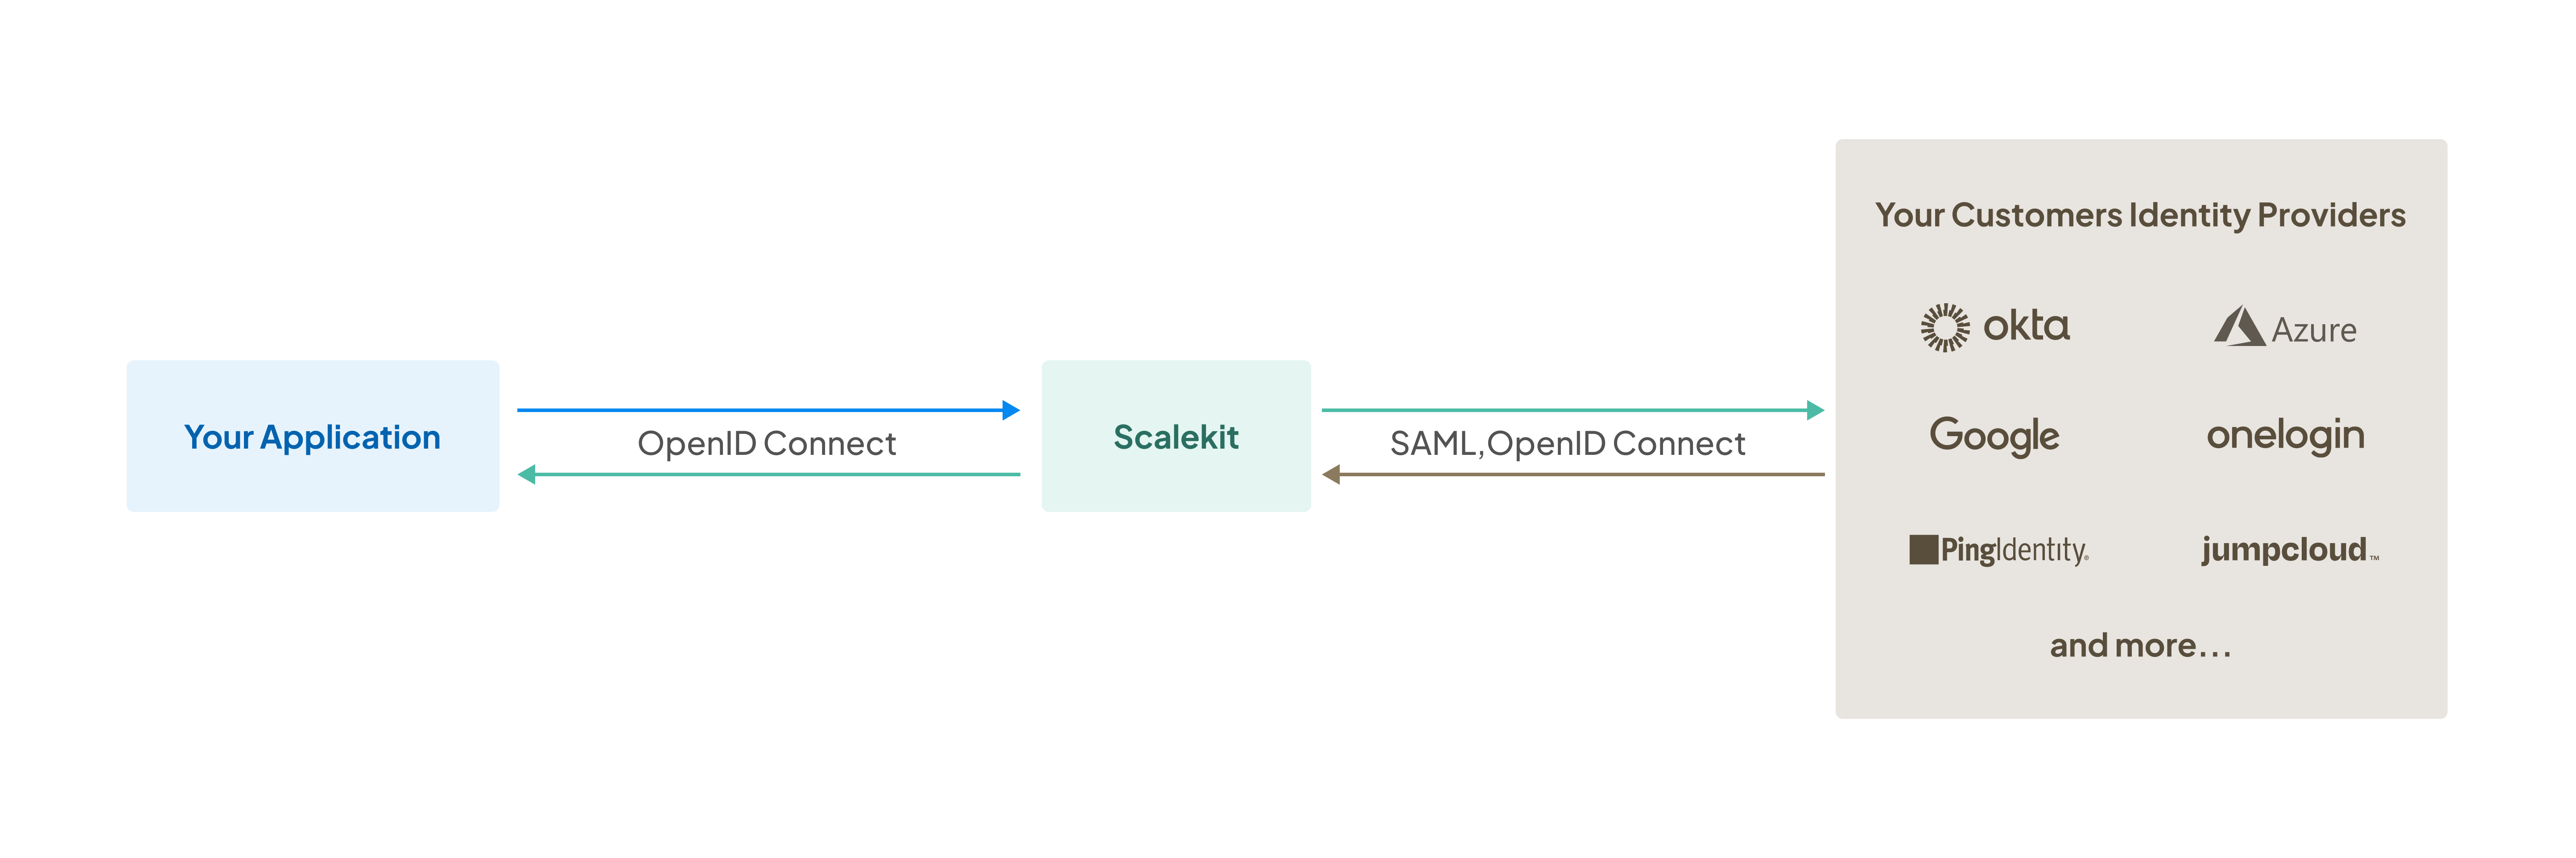 Your Customers Identity Providers
okta
Azure
Your Application
OpenID Connect
Scalekit
SAML,OpenID Connect
Google
onelogin
PingIdentity®
jumpcloud™
and more...